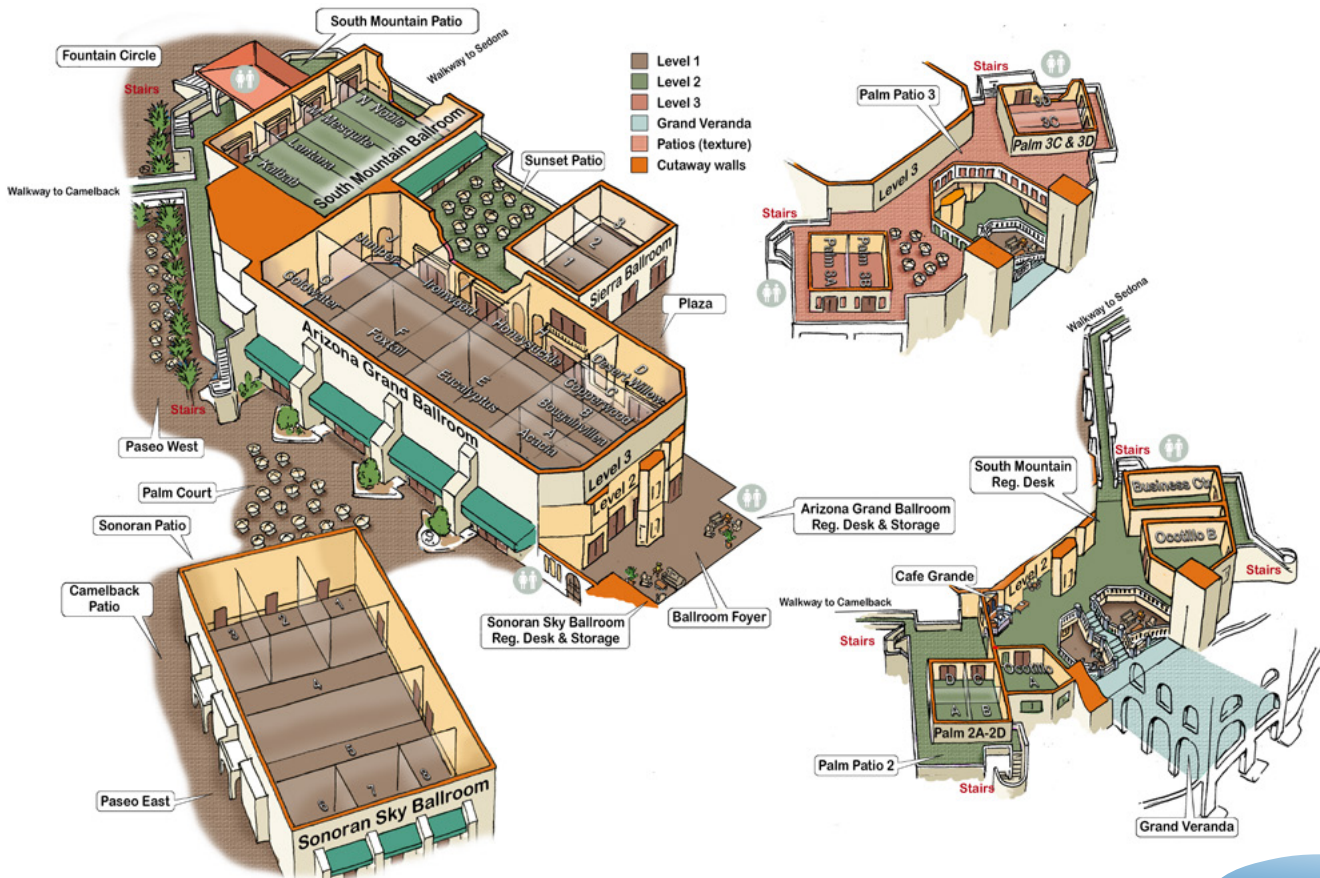 South Mountain Patio
Fountain Circle
Walkway to Sedona
Stairs
Level 1
Level 2
Level 3
Grand Veranda
Patios (texture)
Cutaway walls
N Noble
Mesquite
Lantana
Kaibab
South Mountain Ballroom
Sunset Patio
Walkway to Camelback
3
2
1
Sierra Ballroom
Plaza
J
Juniper
I
Ironwood
H
Honeysuckle
G
Goldwater
F
Foxtail
E
Eucalyptus
D
Desert Willow
C
Copperwood
B
Bougainvillea
A
Acacia
Arizona Grand Ballroom
Level 3
Level 2
Stairs
Paseo West
Palm Court
Sonoran Patio
Camelback
Patio
Arizona Grand Ballroom
Reg. Desk & Storage
Sonoran Sky Ballroom
Reg. Desk & Storage
Ballroom Foyer
1
2
3
4
5
7
Paseo East
Sonoran Sky Ballroom
Stairs
Palm Patio 3
3D
3C
Palm 3C & 3D
Level 3
Stairs
Palm 3A
Palm 3B
Walkway to Sedona
Stairs
South Mountain
Reg. Desk
Business Ctr.
Ocotillo B
Stairs
Cafe Grande
Level 2
Walkway to Camelback
Stairs
Ocotillo
A
D
C
A
B
Palm 2A-2D
Palm Patio 2
Stairs
Grand Veranda